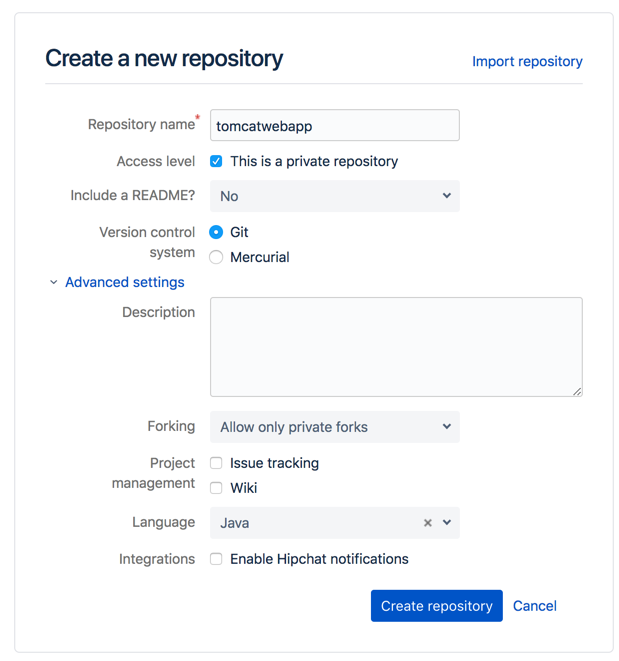 Create a new repository
Import repository
Repository name*
tomcatwebapp
Access level
This is a private repository
Include a README?
No
Version control
system
Git
Mercurial
Advanced settings
Description
Forking
Allow only private forks
Project
management
Issue tracking
Wiki
Language
Java
Integrations
Enable Hipchat notifications
Create repository
Cancel